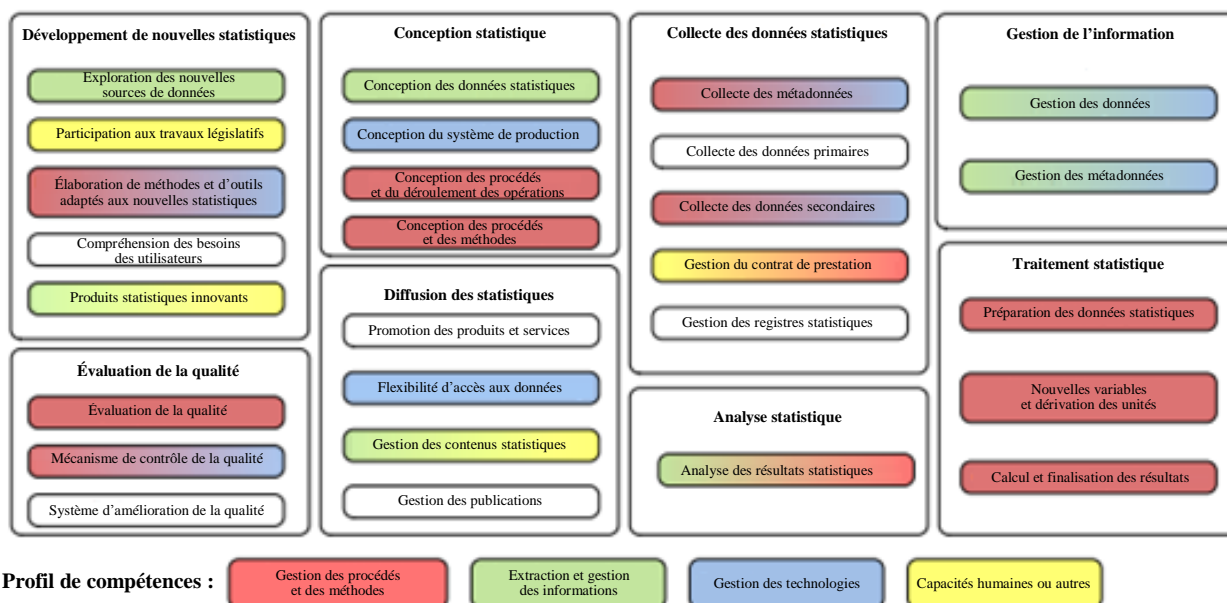 Développement de nouvelles statistiques
Exploration des nouvelles
sources de données
Participation aux travaux législatifs
Élaboration de méthodes et d’outils
adaptés aux nouvelles statistiques
Compréhension des besoins
des utilisateurs
Produits statistiques innovants
Évaluation de la qualité
Évaluation de la qualité
Mécanisme de contrôle de la qualité
Système d’amélioration de la qualité
Conception statistique
Conception des données statistiques
Conception du système de production
Conception des procédés
et du déroulement des opérations
Conception des procédés
et des méthodes
Diffusion des statistiques
Promotion des produits et services
Flexibilité d’accès aux données
Gestion des contenus statistiques
Gestion des publications
Collecte des données statistiques
Collecte des métadonnées
Collecte des données primaires
Collecte des données secondaires
Gestion du contrat de prestation
Gestion des registres statistiques
Analyse statistique
Analyse des résultats statistiques
Gestion de l’information
Gestion des données
Gestion des métadonnées
Traitement statistique
Préparation des données statistiques
Nouvelles variables
et dérivation des unités
Calcul et finalisation des résultats
Profil de compétences :
Gestion des procédés
et des méthodes
Extraction et gestion
des informations
Gestion des technologies
Capacités humaines ou autres